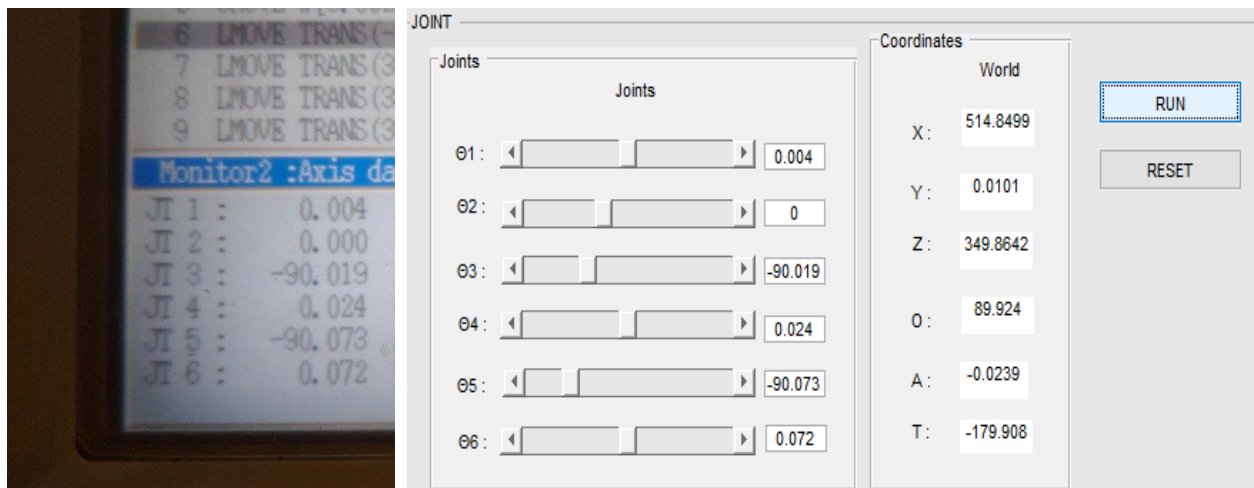 6 LMOVE TRANS(-
7 LMOVE TRANS(3
8 LMOVE TRANS(3
9 LMOVE TRANS(3
Monitor2 :Axis da
JT 1 : 0.004
JT 2 : 0.000
JT 3 : -90.019
JT 4 : 0.024
JT 5 : -90.073
JT 6 : 0.072
JOINT
Joints
Joints
Θ1 : 0.004
Θ2 : 0
Θ3 : -90.019
Θ4 : 0.024
Θ5 : -90.073
Θ6 : 0.072
Coordinates
World
X : 514.8499
Y : 0.0101
Z : 349.8642
O : 89.924
A : -0.0239
T : -179.908
RUN
RESET